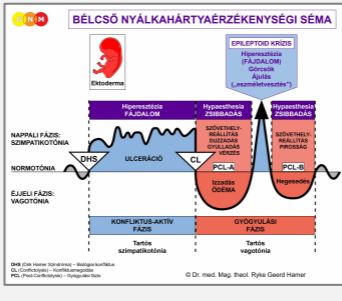 GNM
BÉLCSŐ NYÁLKAHÁRTYAÉRZÉKENYSÉGI SÉMA
Ektoderma
EPILEPTOID KRÍZIS
Hiperesztézia
(FÁJDALOM)
Görcsök
Ájulás
("eszméletvesztés")
Hiperesztézia
FÁJDALOM
Hypaesthesia
ZSIBBADÁS
Hypaesthesia
ZSIBBADÁS
NAPPALI FÁZIS:
SZIMPATIKOTÓNIA
SZÖVETHELY-
REÁLLÍTÁS
DUZZADÁS
GYULLADÁS
VÉRZÉS
SZÖVETHELY-
REÁLLÍTÁS
PIROSSÁG
DHS
ULCERÁCIÓ
CL
PCL-A
PCL-B
NORMOTÓNIA
ÉJJELI FÁZIS:
VAGOTÓNIA
Izzadás
ÖDÉMA
Hegesedés
KONFLIKTUS-AKTÍV
FÁZIS
GYÓGYULÁSI
FÁZIS
Tartós
szimpatikotónia
Tartós
vagotónia
DHS (Dirk Hamer Szindróma) – Biológiai konfliktus
CL (Conflictolysis) – Konfliktusmegoldás
PCL (Post-Conflictolysis) – Gyógyulási fázis
© Dr. med. Mag. theol. Ryke Geerd Hamer